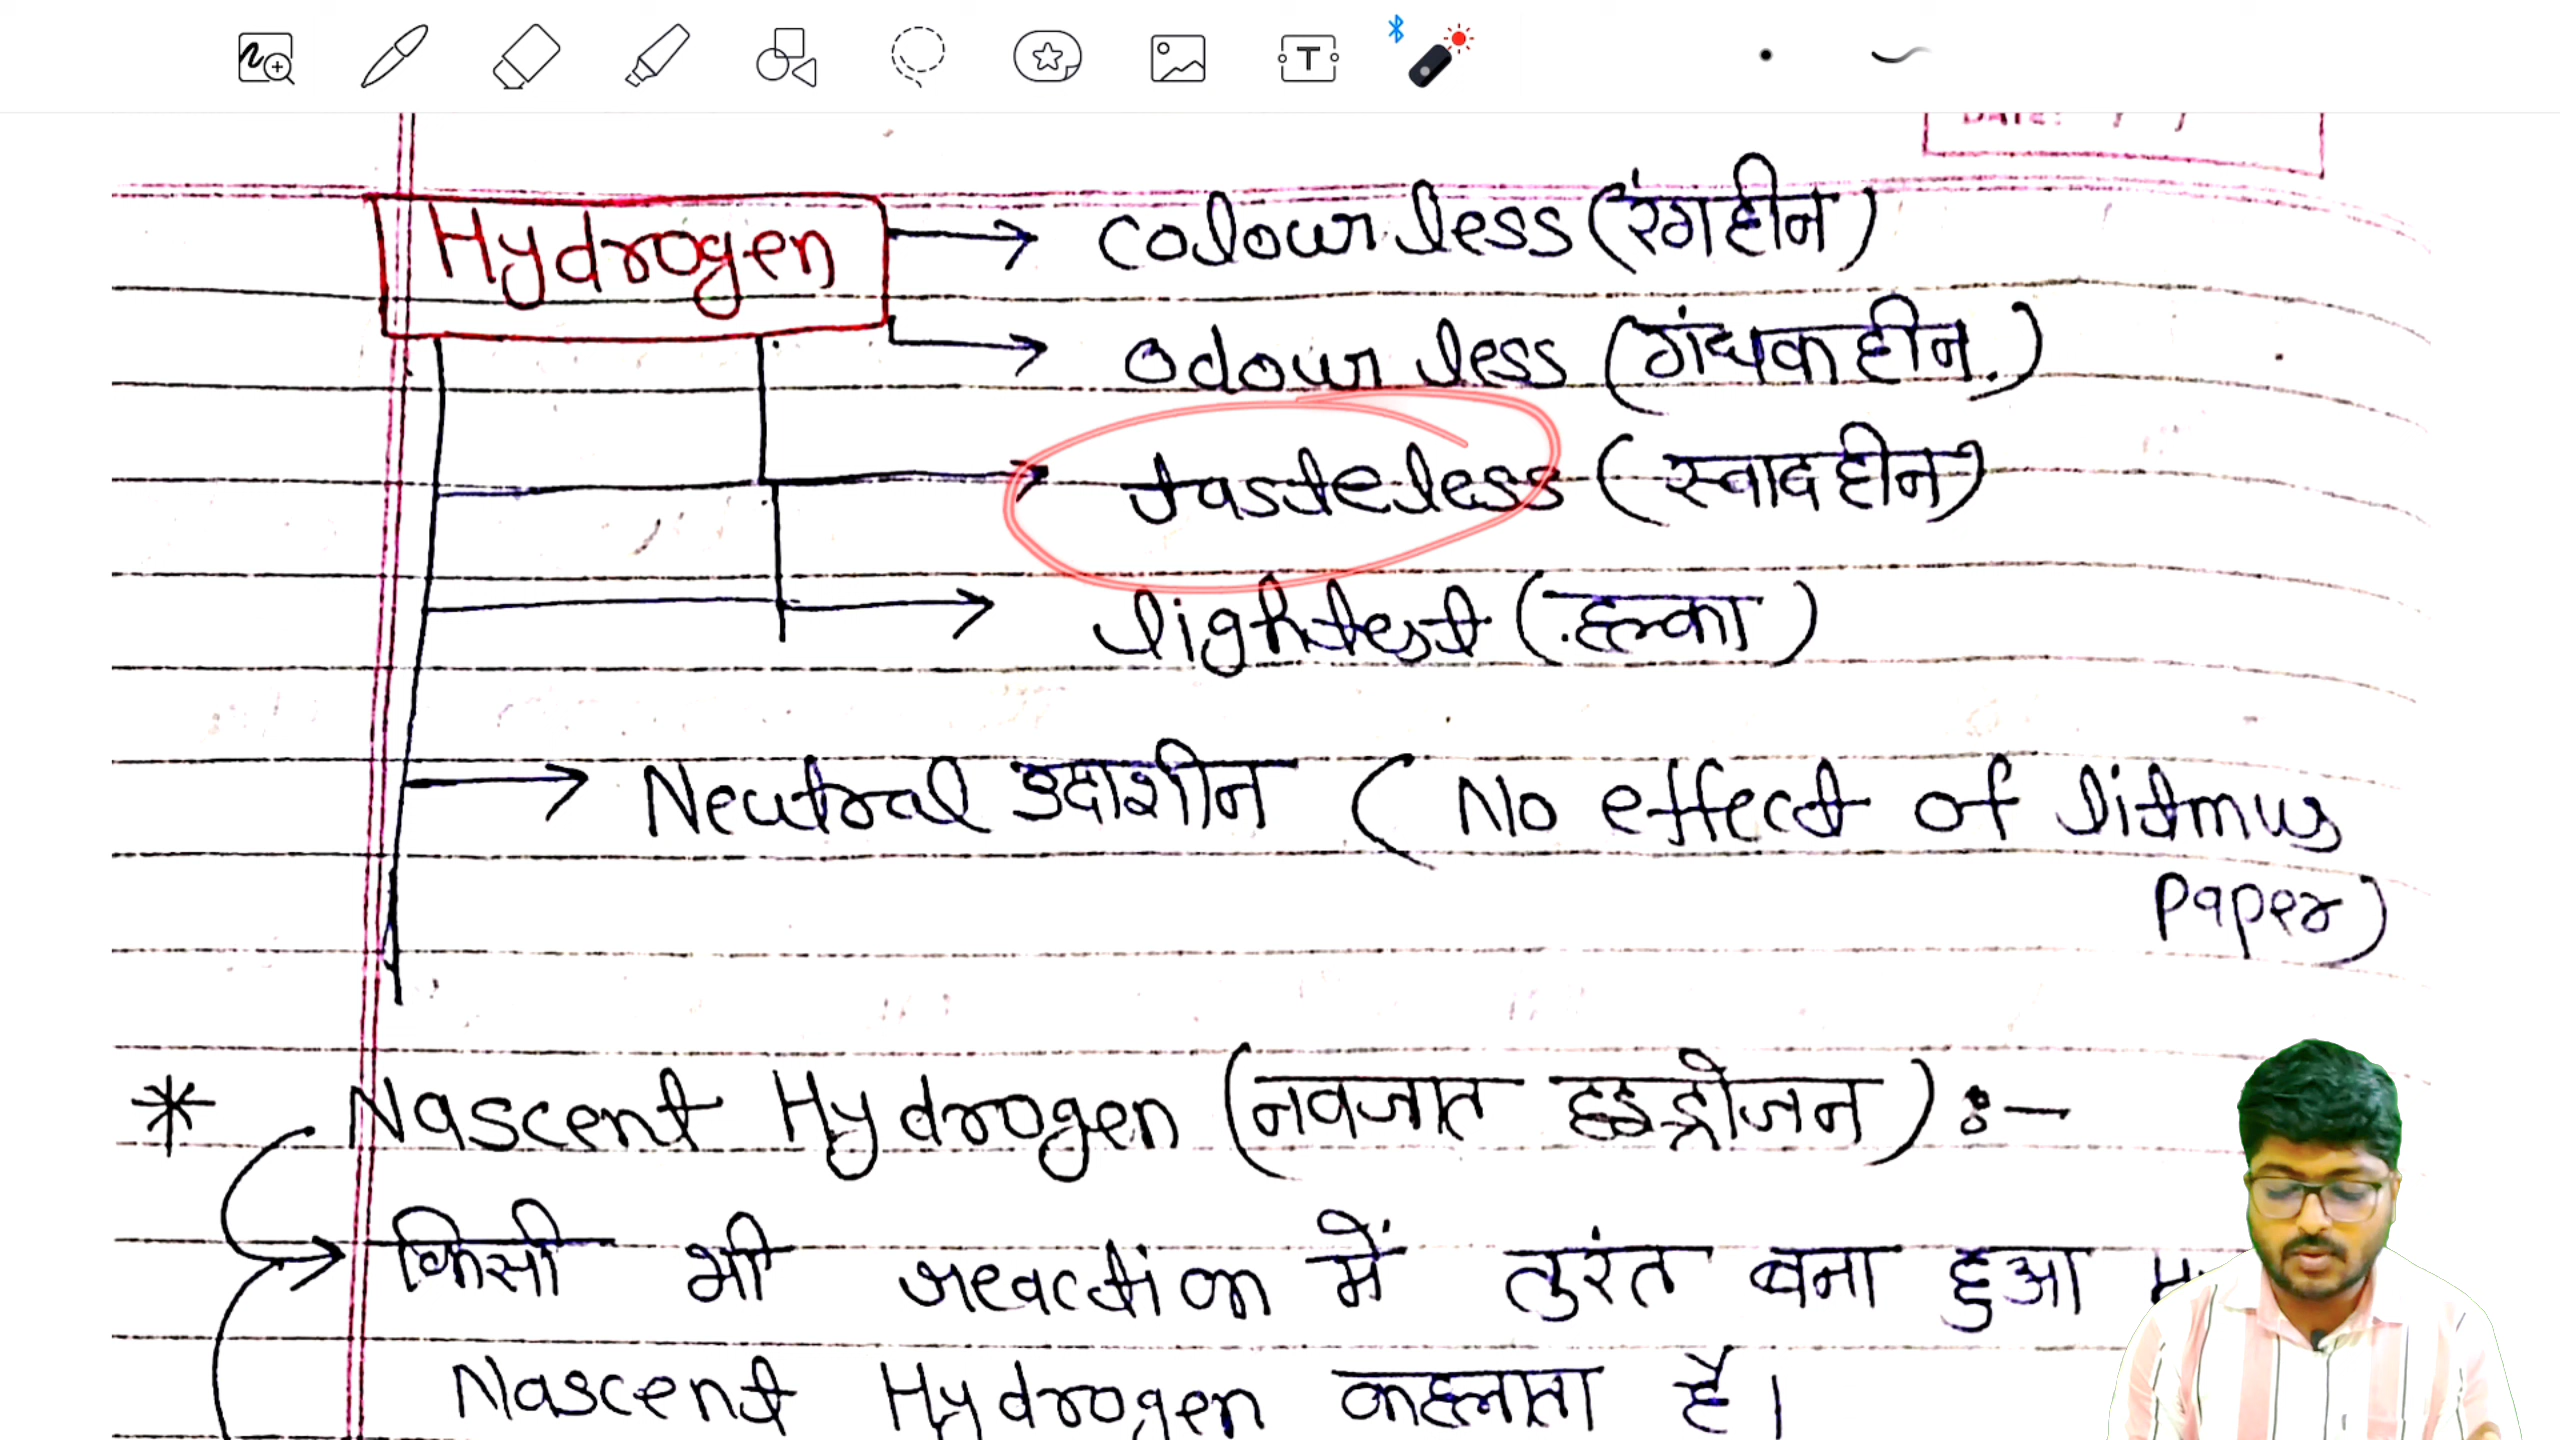 DATE: / /
Hydrogen
colourless (रंगहीन)
odourless (गंधकहीन.)
tasteless (स्वादहीन)
lightest (हल्का)
Neutral उदाशीन ( No effect of litmus
Paper)
* Nascent Hydrogen (नवजात हाइड्रोजन) :-
किसी भी reaction में तुरंत बना हुआ
Nascent Hydrogen कहलाता है।
T